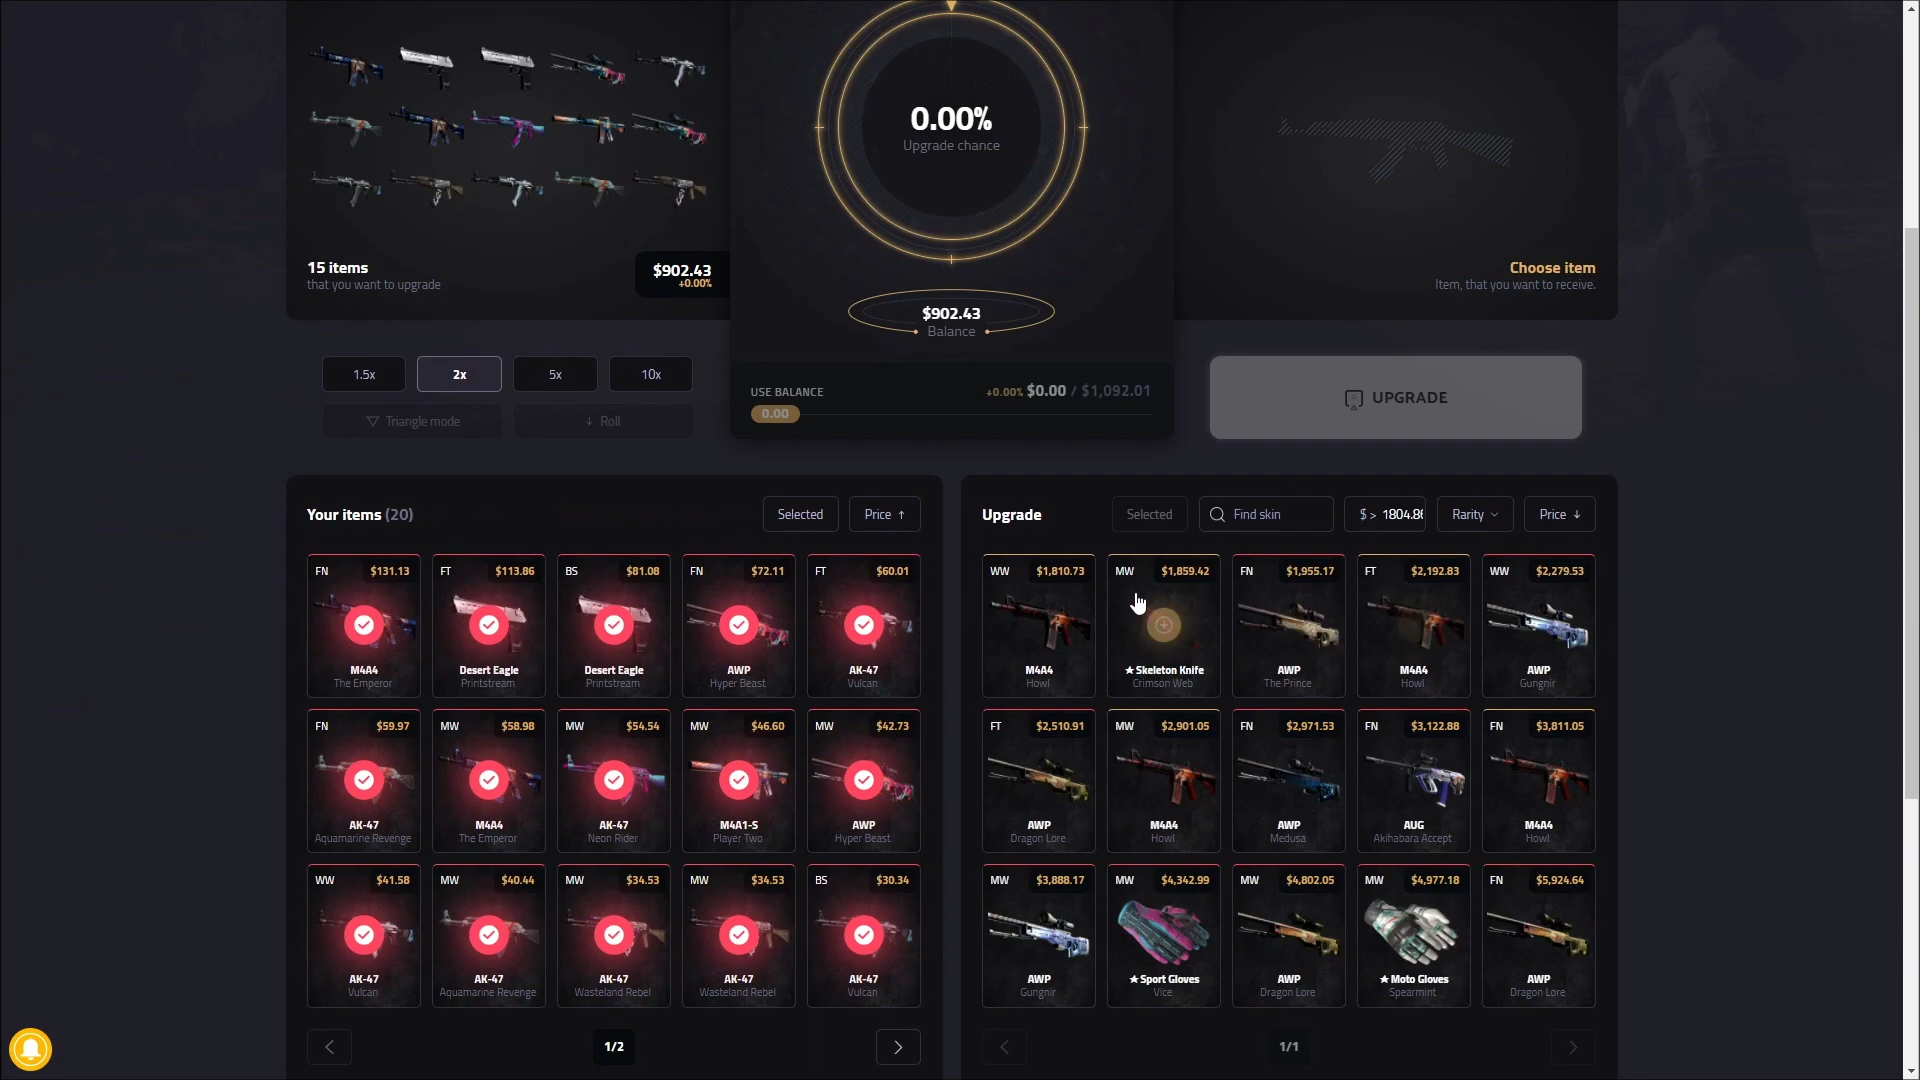 0.00%
Upgrade chance
15 items
that you want to upgrade
$902.43
+0.00%
$902.43
Balance
Choose item
Item, that you want to receive.
1.5x
2x
5x
10x
Triangle mode
Roll
USE BALANCE
+0.00% $0.00 / $1,092.01
0.00
UPGRADE
Your items (20)
Selected
Price
Upgrade
Selected
Find skin
$ > 1804.86
Rarity
Price
FN $131.13
M4A4
The Emperor
FT $113.86
Desert Eagle
Printstream
BS $81.08
Desert Eagle
Printstream
FN $72.11
AWP
Hyper Beast
FT $60.01
AK-47
Vulcan
FN $59.97
AK-47
Aquamarine Revenge
MW $58.98
M4A4
The Emperor
MW $54.54
AK-47
Neon Rider
MW $46.60
M4A1-S
Player Two
MW $42.73
AWP
Hyper Beast
WW $41.58
AK-47
Vulcan
MW $40.44
AK-47
Aquamarine Revenge
MW $34.53
AK-47
Wasteland Rebel
MW $34.53
AK-47
Wasteland Rebel
BS $30.34
AK-47
Vulcan
1/2
WW $1,810.73
M4A4
Howl
MW $1,859.42
★ Skeleton Knife
Crimson Web
FN $1,955.17
AWP
The Prince
FT $2,192.83
M4A4
Howl
WW $2,279.53
AWP
Gungnir
FT $2,510.91
AWP
Dragon Lore
MW $2,901.05
M4A4
Howl
FN $2,971.53
AWP
Medusa
FN $3,122.88
AUG
Akihabara Accept
FN $3,811.05
M4A4
Howl
MW $3,888.17
AWP
Gungnir
MW $4,342.99
★ Sport Gloves
Vice
MW $4,802.05
AWP
Dragon Lore
MW $4,977.18
★ Moto Gloves
Spearmint
FN $5,924.64
AWP
Dragon Lore
1/1